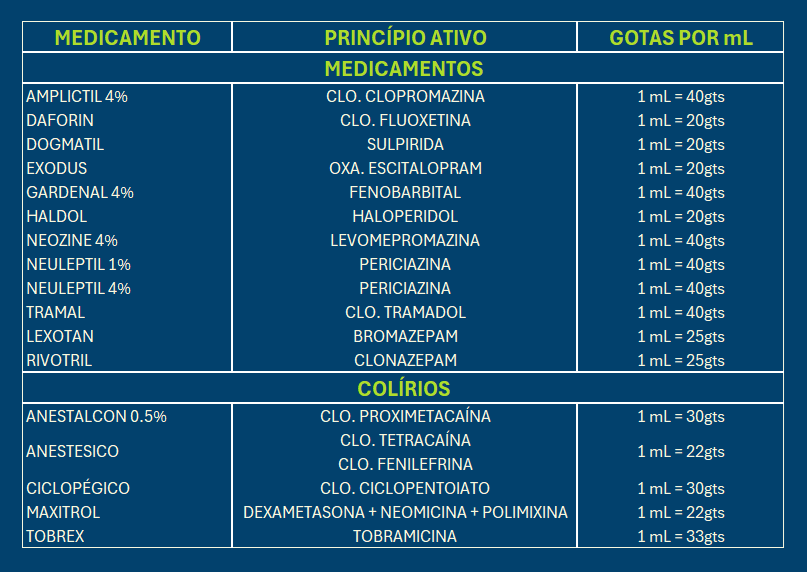 MEDICAMENTO PRINCÍPIO ATIVO GOTAS POR mL
MEDICAMENTOS
AMPLICTIL 4% CLO. CLOPROMAZINA 1 mL = 40gts
DAFORIN CLO. FLUOXETINA 1 mL = 20gts
DOGMATIL SULPIRIDA 1 mL = 20gts
EXODUS OXA. ESCITALOPRAM 1 mL = 20gts
GARDENAL 4% FENOBARBITAL 1 mL = 40gts
HALDOL HALOPERIDOL 1 mL = 20gts
NEOZINE 4% LEVOMEPROMAZINA 1 mL = 40gts
NEULEPTIL 1% PERICIAZINA 1 mL = 40gts
NEULEPTIL 4% PERICIAZINA 1 mL = 40gts
TRAMAL CLO. TRAMADOL 1 mL = 40gts
LEXOTAN BROMAZEPAM 1 mL = 25gts
RIVOTRIL CLONAZEPAM 1 mL = 25gts
COLÍRIOS
ANESTALCON 0.5% CLO. PROXIMETACAÍNA 1 mL = 30gts
ANESTESICO CLO. TETRACAÍNA 1 mL = 22gts
CLO. FENILEFRINA
CICLOPÉGICO CLO. CICLOPENTOIATO 1 mL = 30gts
MAXITROL DEXAMETASONA + NEOMICINA + POLIMIXINA 1 mL = 22gts
TOBREX TOBRAMICINA 1 mL = 33gts